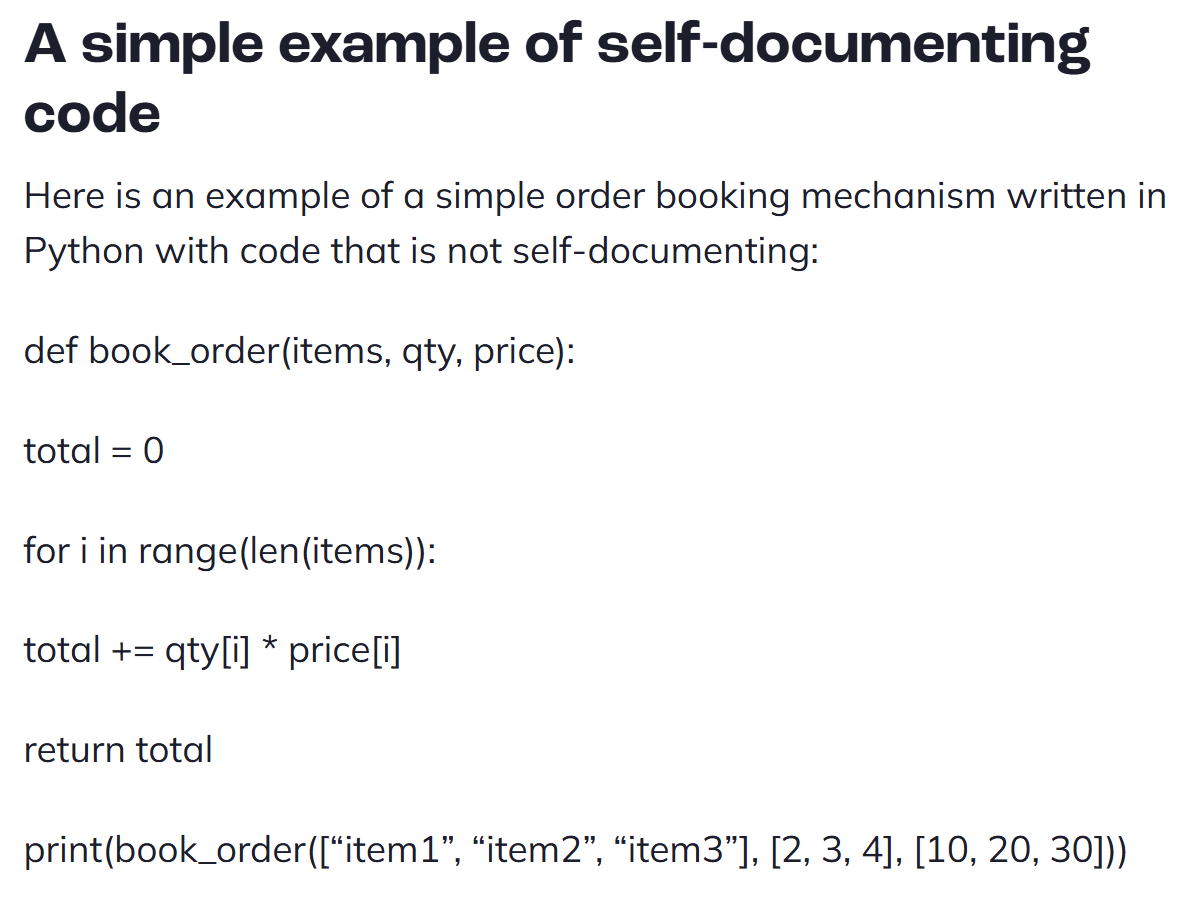 A simple example of self-documenting
code
Here is an example of a simple order booking mechanism written in
Python with code that is not self-documenting:
def book_order(items, qty, price):
total = 0
for i in range(len(items)):
total += qty[i] * price[i]
return total
print(book_order([“item1”, “item2”, “item3”], [2, 3, 4], [10, 20, 30]))